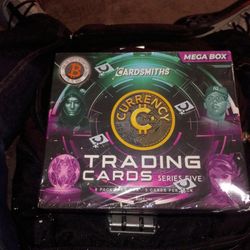 MEGA BOX
CARDSMITHS
CURRENCY
TRADING
CARDS SERIES FIVE